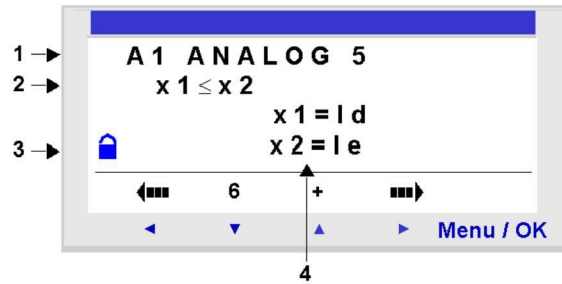 1
A1 ANALOG 5
2
x1 ≤ x2
x1 = Id
3
x2 = Ie
6 +
Menu / OK
4